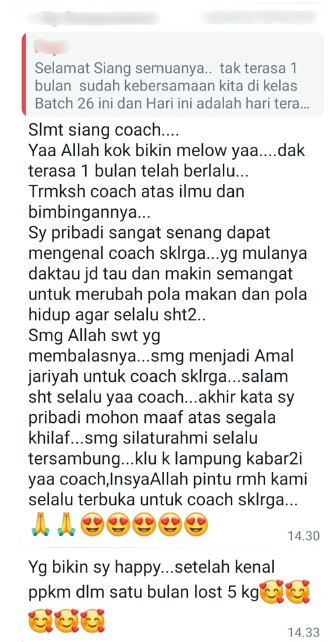 Selamat Siang semuanya.. tak terasa 1
bulan sudah kebersamaan kita di kelas
Batch 26 ini dan Hari ini adalah hari tera...
Slmt siang coach....
Yaa Allah kok bikin melow yaa....dak
terasa 1 bulan telah berlalu...
Trmksh coach atas ilmu dan
bimbingannya...
Sy pribadi sangat senang dapat
mengenal coach sklrga...yg mulanya
daktau jd tau dan makin semangat
untuk merubah pola makan dan pola
hidup agar selalu sht2..
Smg Allah swt yg
membalasnya...smg menjadi Amal
jariyah untuk coach sklrga...salam
sht selalu yaa coach...akhir kata sy
pribadi mohon maaf atas segala
khilaf...smg silaturahmi selalu
tersambung...klu k lampung kabar2i
yaa coach,InsyaAllah pintu rmh kami
selalu terbuka untuk coach sklrga...
🙏🙏😍😍😍😍😍
14.30
Yg bikin sy happy...setelah kenal
ppkm dlm satu bulan lost 5 kg🥰🥰
🥰🥰🥰
14.33